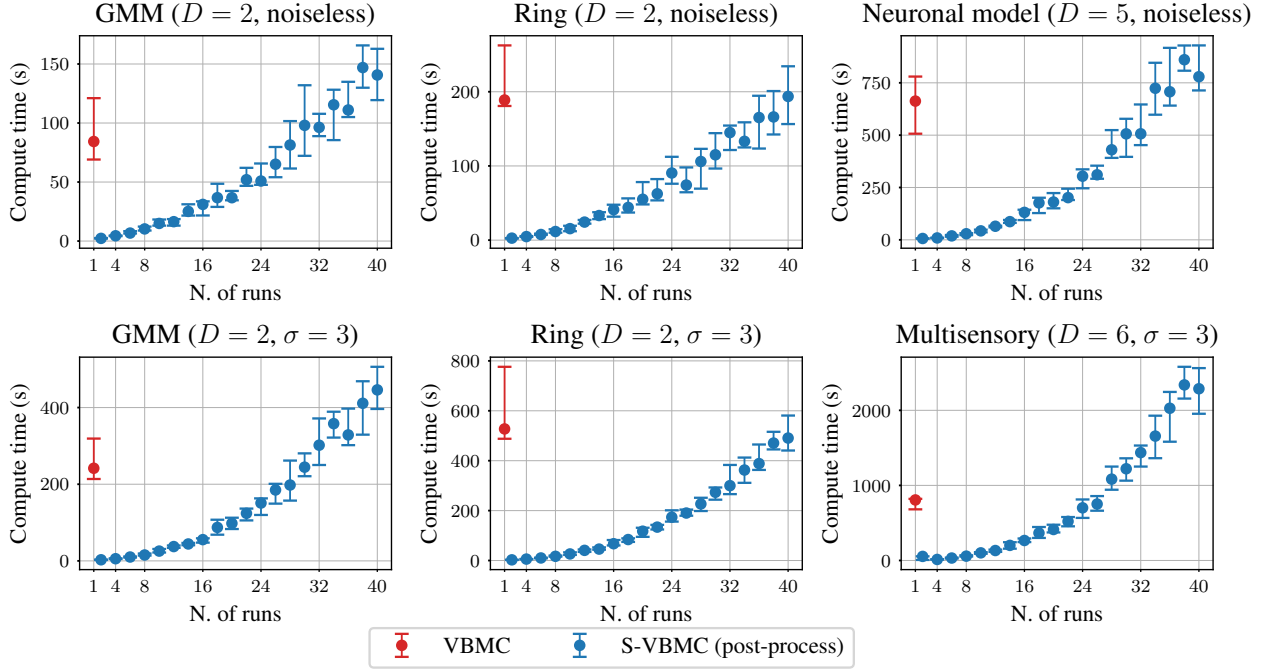 GMM (D = 2, noiseless)
Compute time (s)
150
100
50
0
1 4 8 16 24 32 40
N. of runs
Ring (D = 2, noiseless)
Compute time (s)
200
100
0
1 4 8 16 24 32 40
N. of runs
Neuronal model (D = 5, noiseless)
Compute time (s)
750
500
250
0
1 4 8 16 24 32 40
N. of runs
GMM (D = 2, σ = 3)
Compute time (s)
400
200
0
1 4 8 16 24 32 40
N. of runs
Ring (D = 2, σ = 3)
Compute time (s)
800
600
400
200
0
1 4 8 16 24 32 40
N. of runs
Multisensory (D = 6, σ = 3)
Compute time (s)
2000
1000
0
1 4 8 16 24 32 40
N. of runs
VBMC
S-VBMC (post-process)